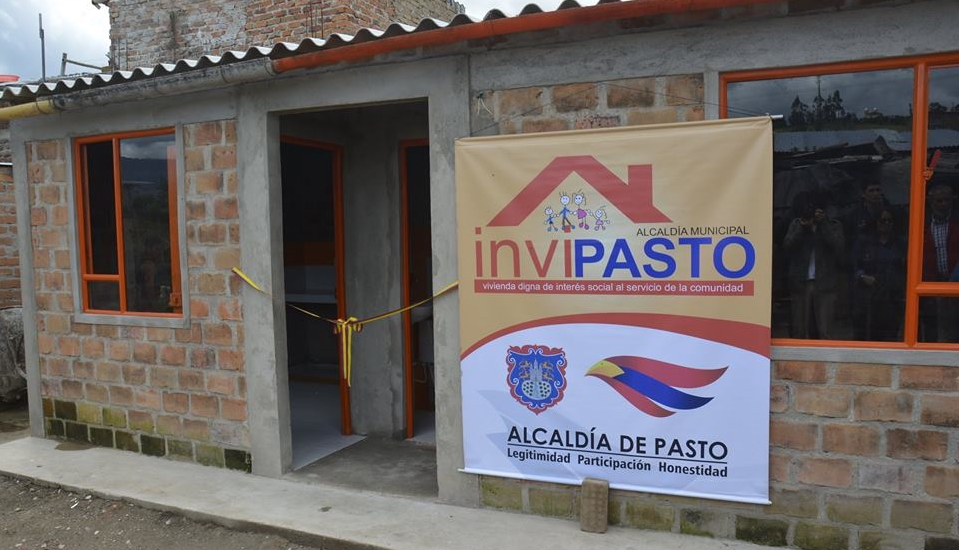 ALCALDÍA MUNICIPAL
inViPASTO
vivienda digna de interés social al servicio de la comunidad
ALCALDÍA DE PASTO
Legitimidad Participación Honestidad